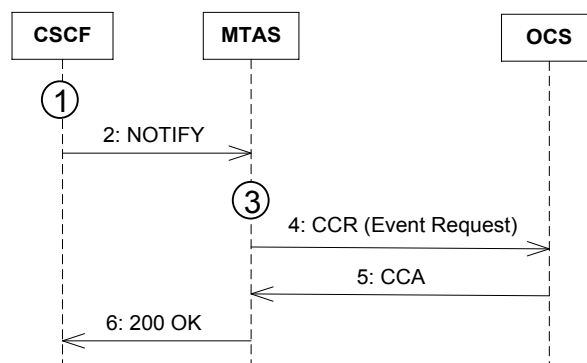 CSCF
MTAS
OCS
1
2: NOTIFY
3
4: CCR (Event Request)
5: CCA
6: 200 OK